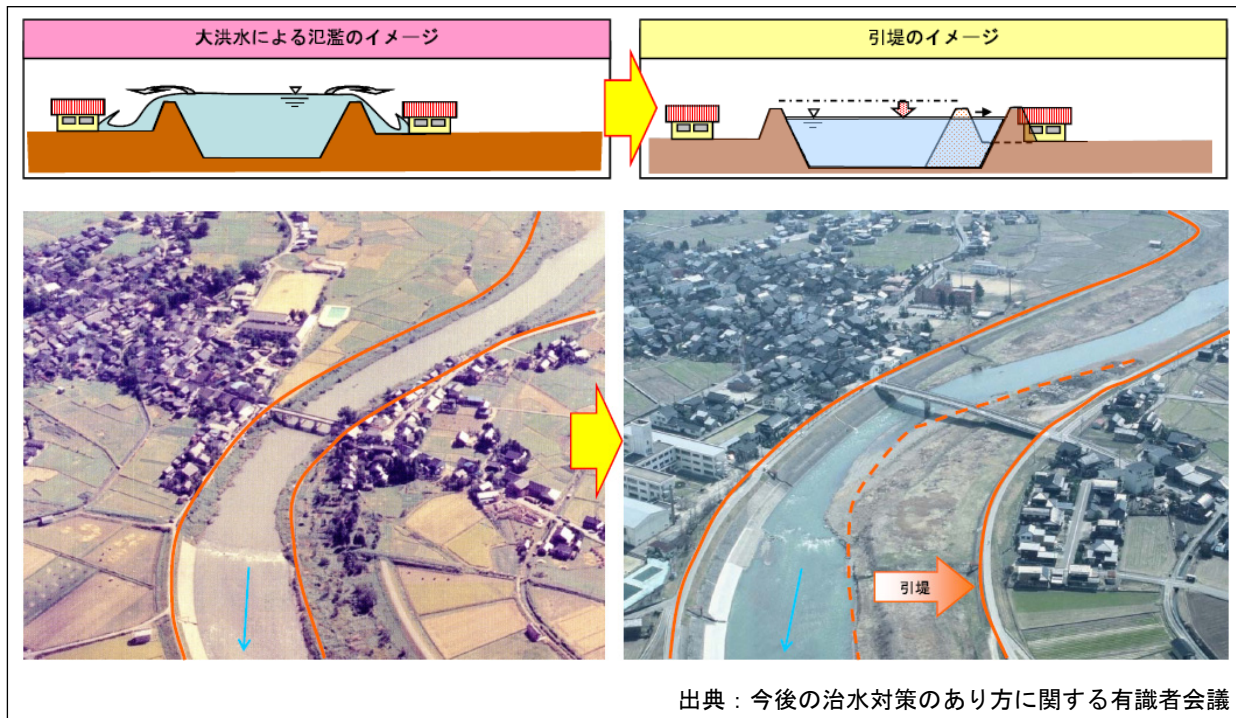 大洪水による氾濫のイメージ
引堤のイメージ
引堤
出典：今後の治水対策のあり方に関する有識者会議